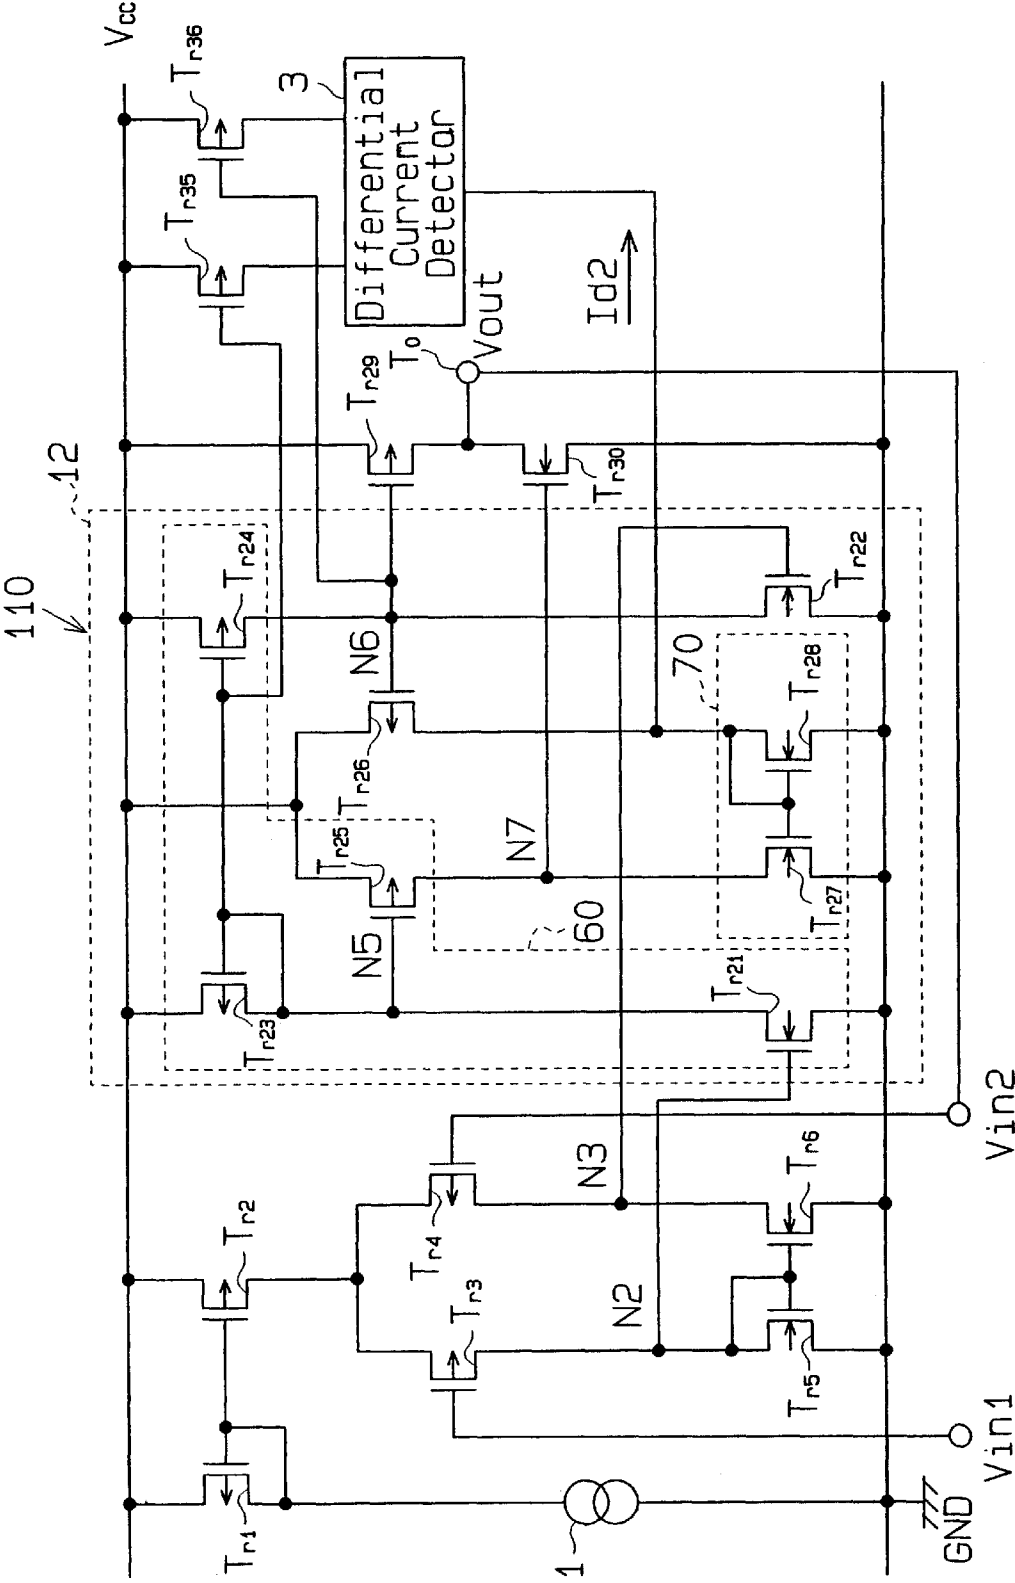 Vcc
Tr36
3
Tr35
Differential
Current
Detector
Id2
Vout
To
Tr29
Tr30
12
110
Tr24
N6
Tr22
70
Tr28
Tr26
Tr25
N7
Tr27
60
N5
Tr23
Tr21
Vin2
N3
Tr6
Tr2
Tr4
Tr3
N2
Tr5
Vin1
Tr1
1
GND